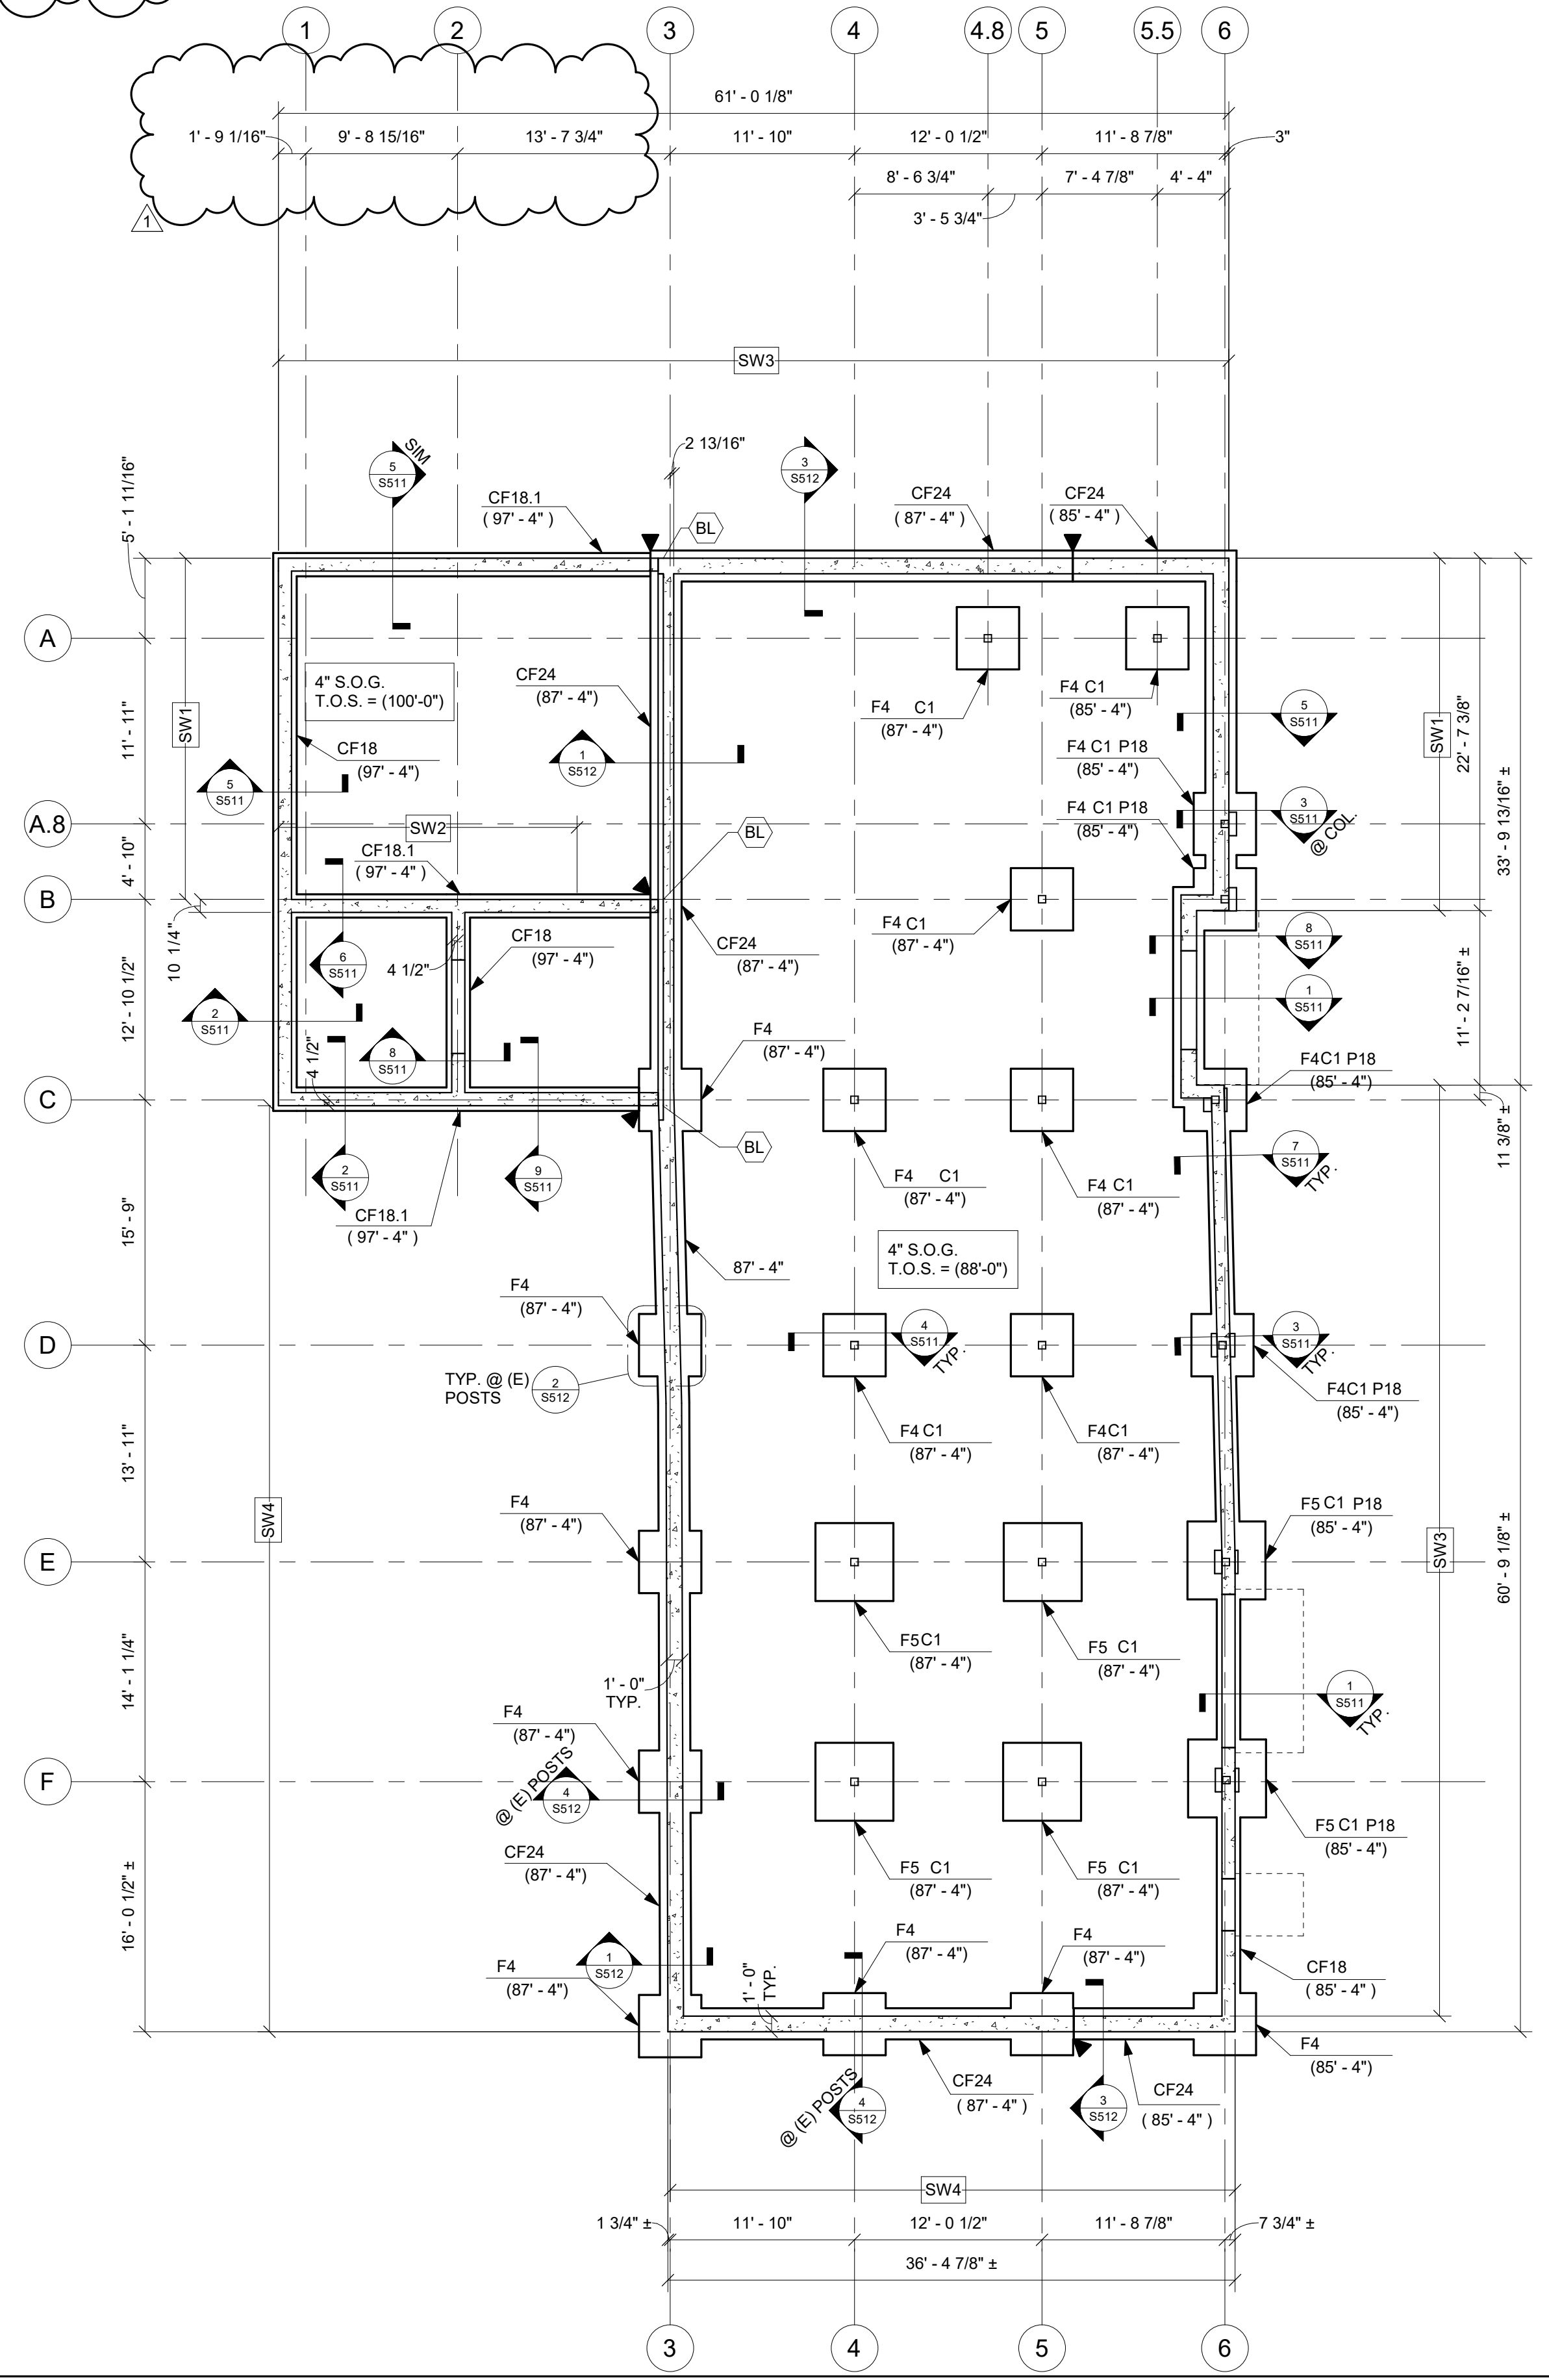 1
2
3
4
4.8
5
5.5
6
61' - 0 1/8"
1' - 9 1/16"
9' - 8 15/16"
13' - 7 3/4"
11' - 10"
12' - 0 1/2"
11' - 8 7/8"
3"
8' - 6 3/4"
7' - 4 7/8"
4' - 4"
3' - 5 3/4"
1
SW3
2 13/16"
5
S511
SIM
3
S512
CF18.1
( 97' - 4" )
BL
CF24
( 87' - 4" )
CF24
( 85' - 4" )
5' - 1 11/16"
A
4" S.O.G.
T.O.S. = (100'-0")
CF24
(87' - 4")
F4 C1
(87' - 4")
F4 C1
(85' - 4")
5
S511
SW1
11' - 11"
SW1
22' - 7 3/8"
CF18
(97' - 4")
1
S512
F4 C1 P18
(85' - 4")
5
S511
F4 C1 P18
(85' - 4")
3
S511
@ COL.
A.8
SW2
BL
33' - 9 13/16" ±
CF18.1
( 97' - 4" )
4' - 10"
B
10 1/4"
F4 C1
(87' - 4")
CF18
(97' - 4")
CF24
(87' - 4")
8
S511
6
S511
4 1/2"
1
S511
11' - 2 7/16" ±
12' - 10 1/2"
2
S511
8
S511
4 1/2"
F4
(87' - 4")
F4C1 P18
(85' - 4")
C
11 3/8" ±
BL
7
S511
TYP.
2
S511
9
S511
F4 C1
(87' - 4")
F4 C1
(87' - 4")
CF18.1
( 97' - 4" )
15' - 9"
87' - 4"
4" S.O.G.
T.O.S. = (88'-0")
F4
(87' - 4")
D
4
S511
TYP.
3
S511
TYP.
TYP. @ (E)
POSTS
2
S512
F4C1 P18
(85' - 4")
F4 C1
(87' - 4")
F4C1
(87' - 4")
13' - 11"
SW4
F4
(87' - 4")
F5 C1 P18
(85' - 4")
SW3
E
60' - 9 1/8" ±
F5C1
(87' - 4")
F5 C1
(87' - 4")
14' - 1 1/4"
1' - 0"
TYP.
1
S511
TYP.
F4
(87' - 4")
F
@ (E) POSTS
4
S512
F5 C1 P18
(85' - 4")
CF24
(87' - 4")
F5 C1
(87' - 4")
F5 C1
(87' - 4")
16' - 0 1/2" ±
F4
(87' - 4")
F4
(87' - 4")
1
S512
F4
(87' - 4")
1' - 0"
TYP.
CF18
( 85' - 4" )
F4
(85' - 4")
CF24
( 87' - 4" )
CF24
( 85' - 4" )
@ (E) POSTS
4
S512
3
S512
SW4
1 3/4" ±
11' - 10"
12' - 0 1/2"
11' - 8 7/8"
7 3/4" ±
36' - 4 7/8" ±
3
4
5
6